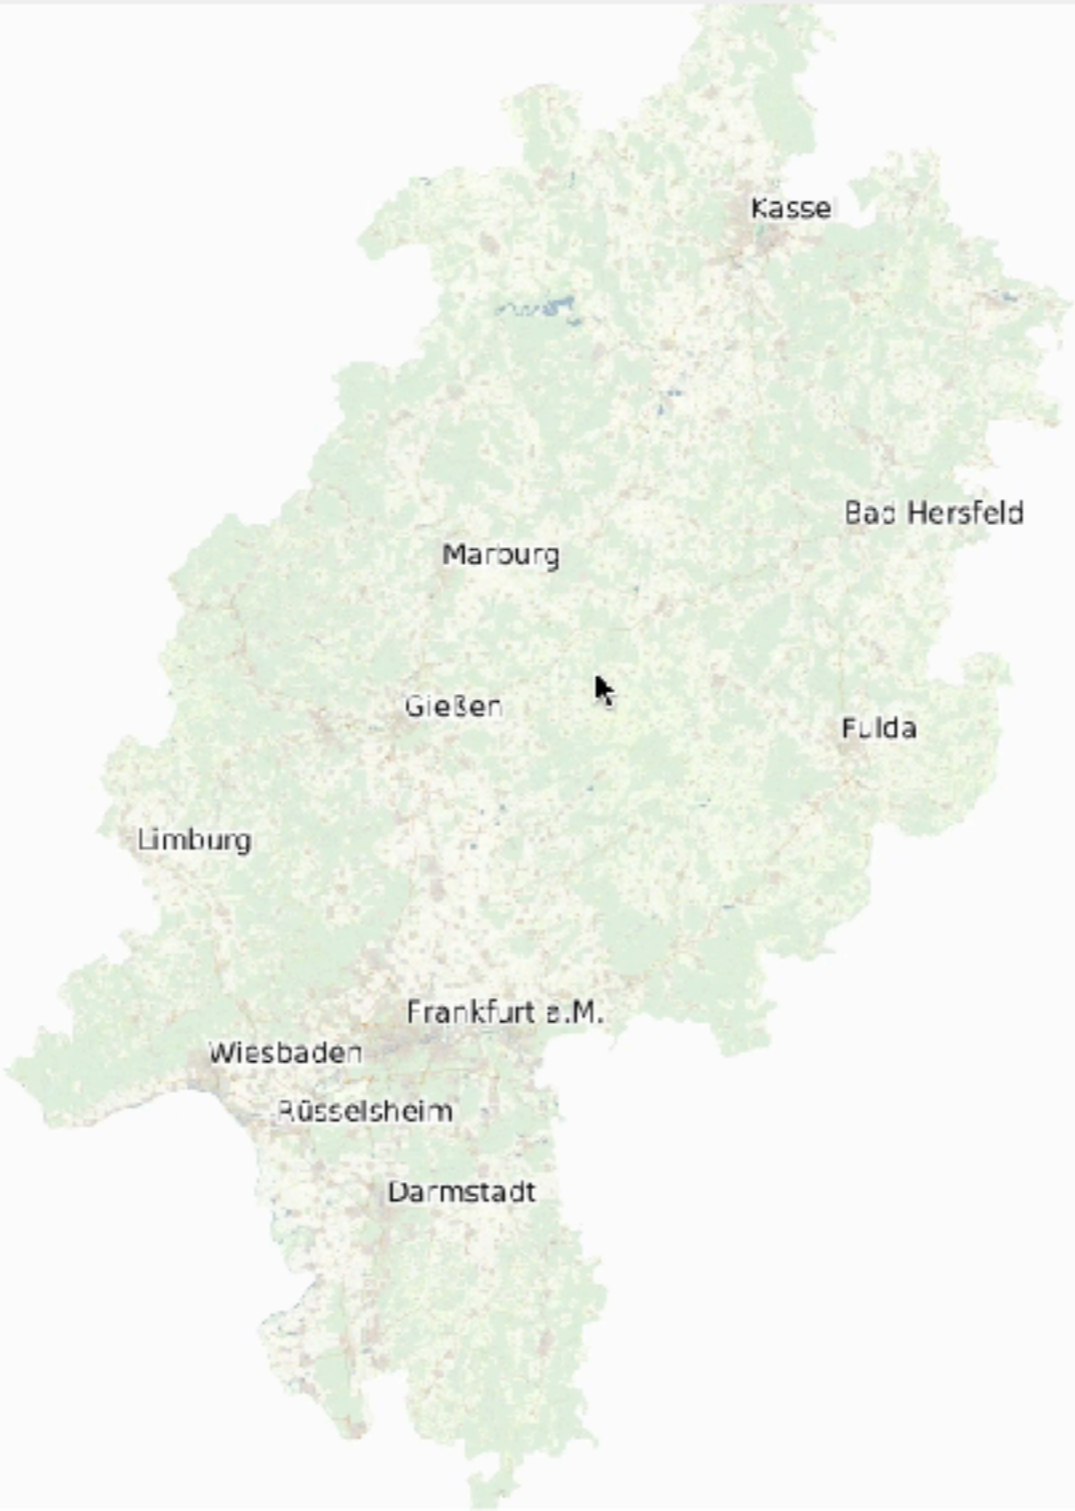 Kassel
Bad Hersfeld
Marburg
Gießen
Fulda
Limburg
Frankfurt a.M.
Wiesbaden
Rüsselsheim
Darmstadt